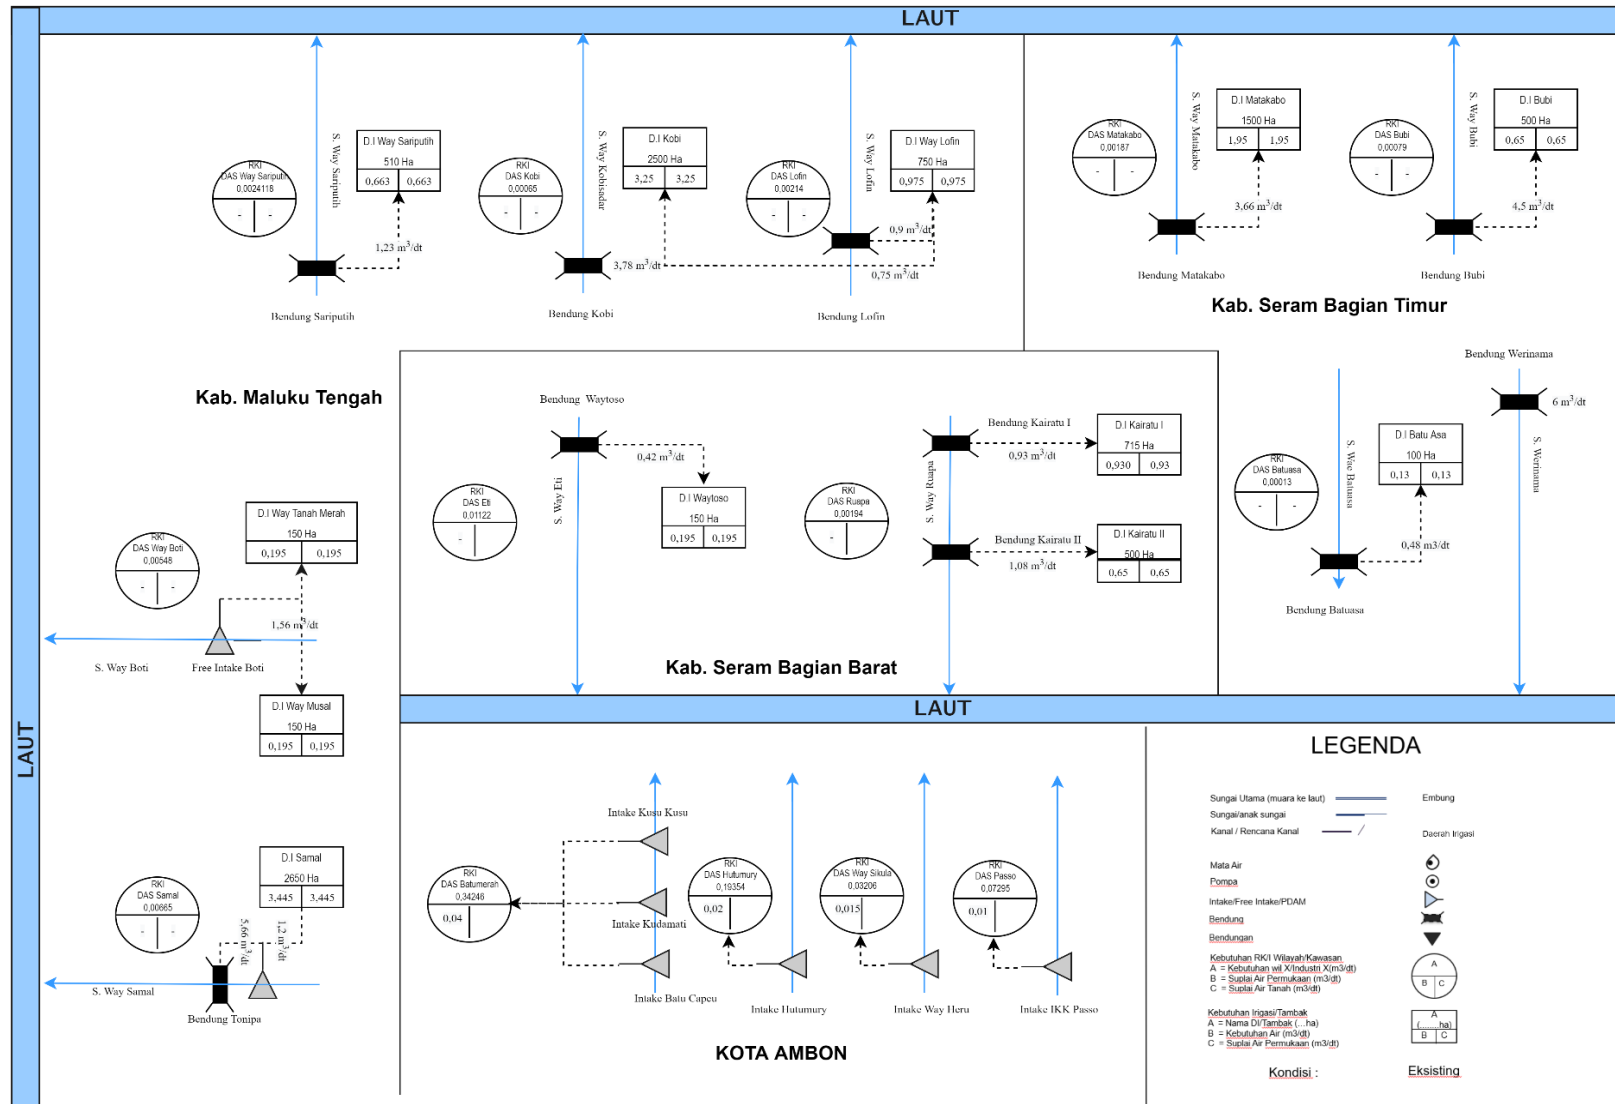 LAUT
S. Way Sariputih
D.I Way Sariputih
510 Ha
0,663 0,663
RKI
DAS Way Sariputih
0,0024118
- -
1,23 m³/dt
Bendung Sariputih
S. Way Kobisadar
D.I Kobi
2500 Ha
3,25 3,25
RKI
DAS Kobi
0,00065
- -
3,78 m³/dt
Bendung Kobi
S. Way Lofin
D.I Way Lofin
750 Ha
0,975 0,975
RKI
DAS Lofin
0,00214
- -
0,9 m³/dt
0,75 m³/dt
Bendung Lofin
S. Way Matakabo
D.I Matakabo
1500 Ha
1,95 1,95
RKI
DAS Matakabo
0,00187
- -
3,66 m³/dt
Bendung Matakabo
S. Way Bubi
D.I Bubi
500 Ha
0,65 0,65
RKI
DAS Bubi
0,00079
- -
4,5 m³/dt
Bendung Bubi
Kab. Seram Bagian Timur
Kab. Maluku Tengah
Bendung Waytoso
0,42 m³/dt
S. Way Eti
RKI
DAS Eti
0,01122
-
D.I Waytoso
150 Ha
0,195 0,195
Bendung Kairatu I
0,93 m³/dt
D.I Kairatu I
715 Ha
0,930 0,93
S. Way Ruapa
RKI
DAS Ruapa
0,00194
- -
Bendung Kairatu II
1,08 m³/dt
D.I Kairatu II
500 Ha
0,65 0,65
Kab. Seram Bagian Barat
Bendung Werinama
6 m³/dt
S. Werinama
S. Wae Batuasa
D.I Batu Asa
100 Ha
0,13 0,13
RKI
DAS Batuasa
0,00013
- -
0,48 m3/dt
Bendung Batuasa
D.I Way Tanah Merah
150 Ha
0,195 0,195
RKI
DAS Way Boti
0,00548
- -
1,56 m³/dt
S. Way Boti
Free Intake Boti
D.I Way Musal
150 Ha
0,195 0,195
LAUT
D.I Samal
2650 Ha
3,445 3,445
RKI
DAS Samal
0,00665
- -
5,66 m³/dt
1,2 m³/dt
S. Way Samal
Bendung Tonipa
LAUT
Intake Kusu Kusu
RKI
DAS Batumerah
0,34246
0,04
Intake Kudamati
Intake Batu Capeu
RKI
DAS Hutumury
0,19354
0,02
Intake Hutumury
RKI
DAS Way Sikula
0,03206
0,015
Intake Way Heru
RKI
DAS Passo
0,07295
0,01
Intake IKK Passo
KOTA AMBON
LEGENDA
Sungai Utama (muara ke laut)
Embung
Sungai/anak sungai
Kanal / Rencana Kanal
Daerah Irigasi
Mata Air
Pompa
Intake/Free Intake/PDAM
Bendung
Bendungan
Kebutuhan RK/I Wilayah/Kawasan
A = Kebutuhan wil X/Industri X(m3/dt)
B = Suplai Air Permukaan (m3/dt)
C = Suplai Air Tanah (m3/dt)
A
B C
Kebutuhan Irigasi/Tambak
A = Nama DI/Tambak (...ha)
B = Kebutuhan Air (m3/dt)
C = Suplai Air Permukaan (m3/dt)
A
(........ha)
B C
Kondisi :
Eksisting